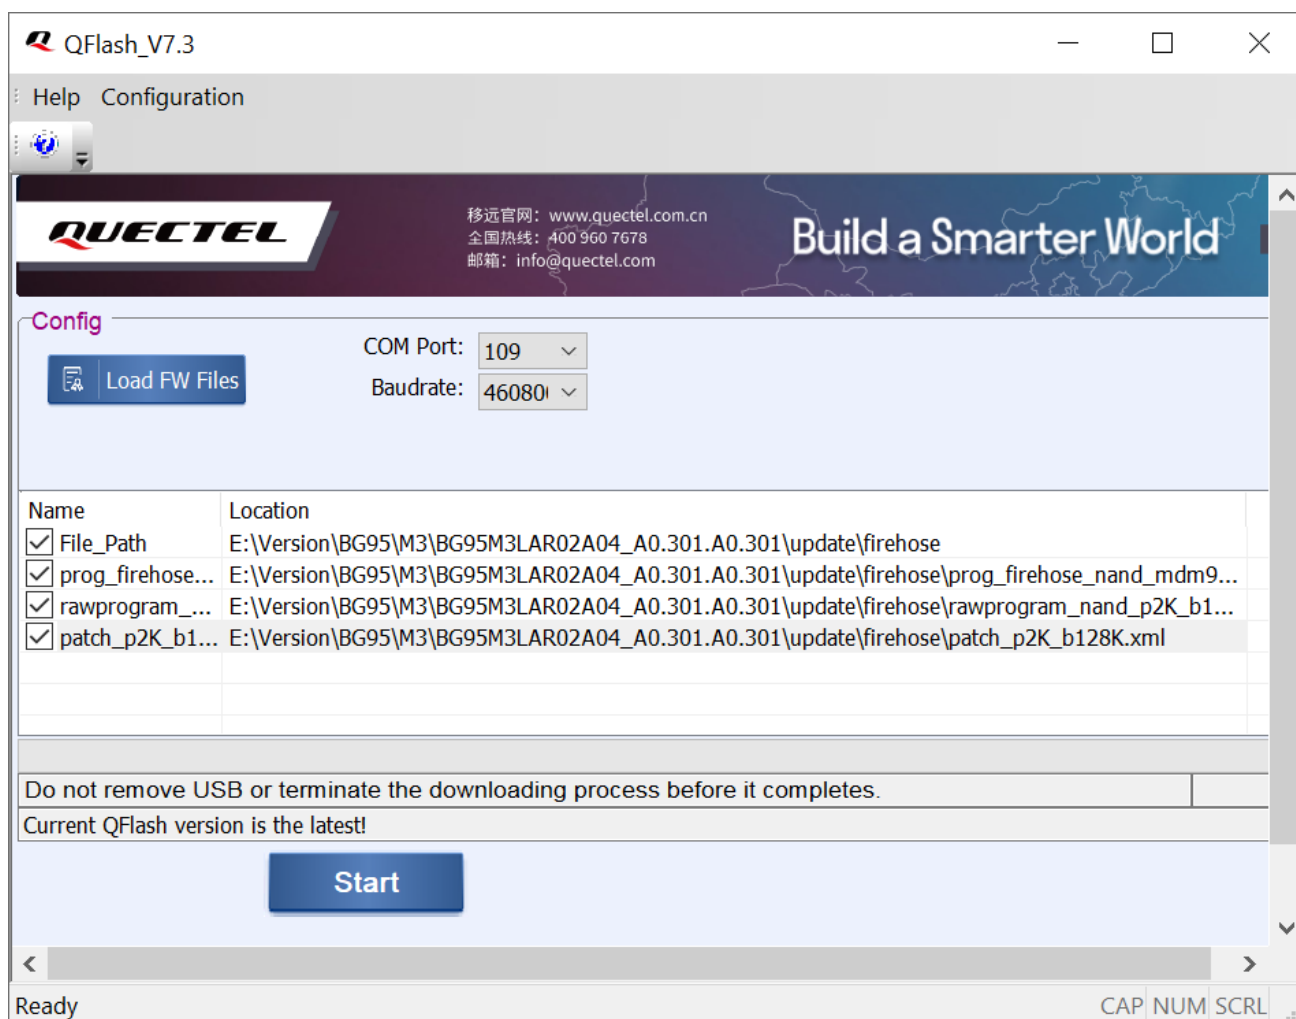 QFlash_V7.3
Help Configuration
QUECTEL
移远官网：www.quectel.com.cn
全国热线：400 960 7678
邮箱：info@quectel.com
Build a Smarter World
Config
Load FW Files
COM Port: 109
Baudrate: 46080
Name Location
File_Path E:\Version\BG95\M3\BG95M3LAR02A04_A0.301.A0.301\update\firehose
prog_firehose... E:\Version\BG95\M3\BG95M3LAR02A04_A0.301.A0.301\update\firehose\prog_firehose_nand_mdm9...
rawprogram_... E:\Version\BG95\M3\BG95M3LAR02A04_A0.301.A0.301\update\firehose\rawprogram_nand_p2K_b1...
patch_p2K_b1... E:\Version\BG95\M3\BG95M3LAR02A04_A0.301.A0.301\update\firehose\patch_p2K_b128K.xml
Do not remove USB or terminate the downloading process before it completes.
Current QFlash version is the latest!
Start
Ready
CAP NUM SCRL